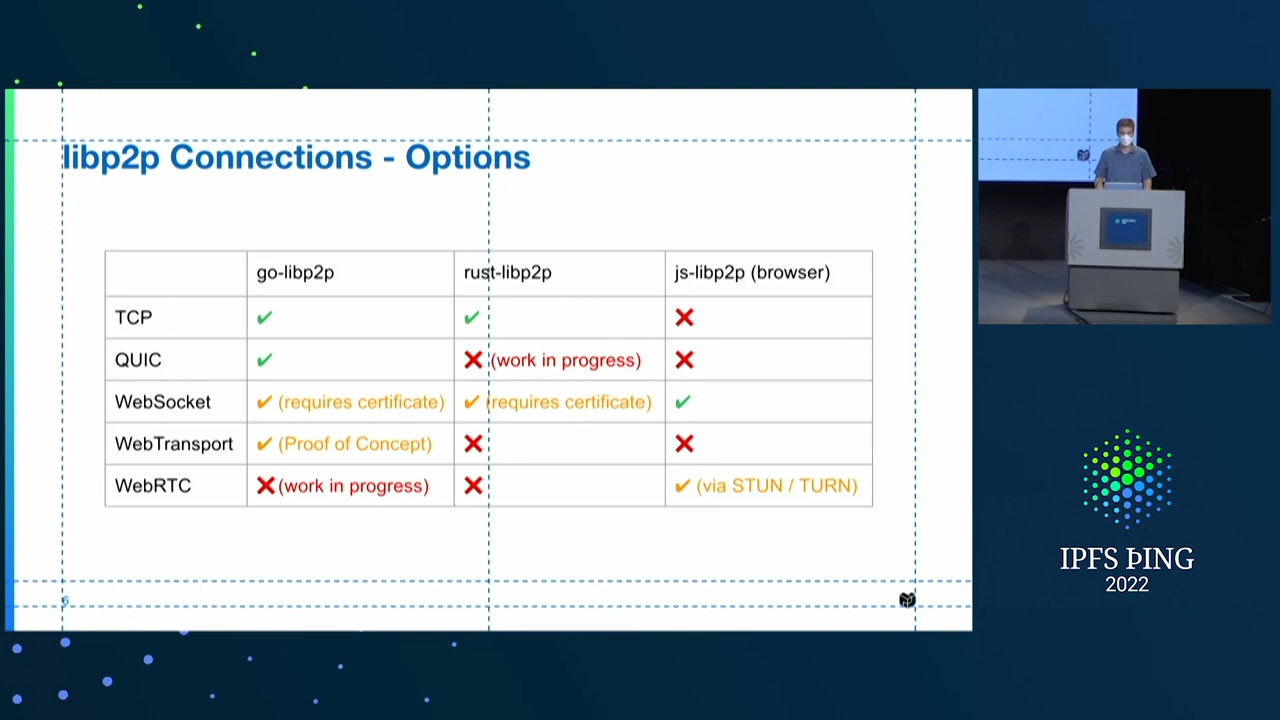 libp2p Connections - Options
go-libp2p rust-libp2p js-libp2p (browser)
TCP ✔ ✔ ❌
QUIC ✔ ❌ (work in progress) ❌
WebSocket ✔ (requires certificate) ✔ (requires certificate) ✔
WebTransport ✔ (Proof of Concept) ❌ ❌
WebRTC ❌ (work in progress) ❌ ✔ (via STUN / TURN)
6
IPFS ÞING
2022